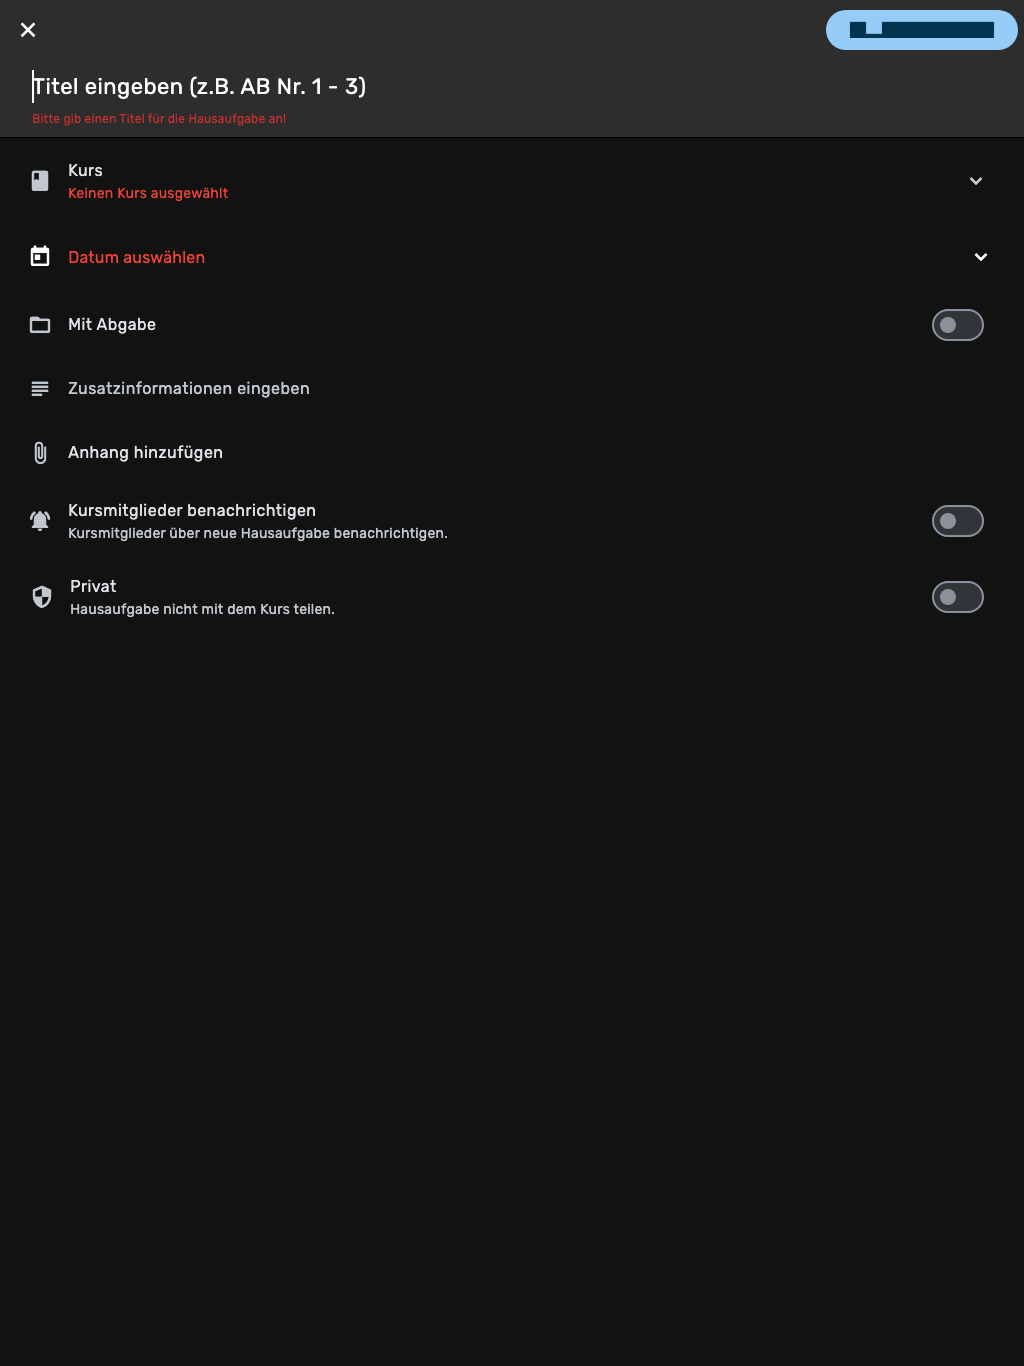 Titel eingeben (z.B. AB Nr. 1 - 3)
Bitte gib einen Titel für die Hausaufgabe an!
Kurs
Keinen Kurs ausgewählt
Datum auswählen
Mit Abgabe
Zusatzinformationen eingeben
Anhang hinzufügen
Kursmitglieder benachrichtigen
Kursmitglieder über neue Hausaufgabe benachrichtigen.
Privat
Hausaufgabe nicht mit dem Kurs teilen.